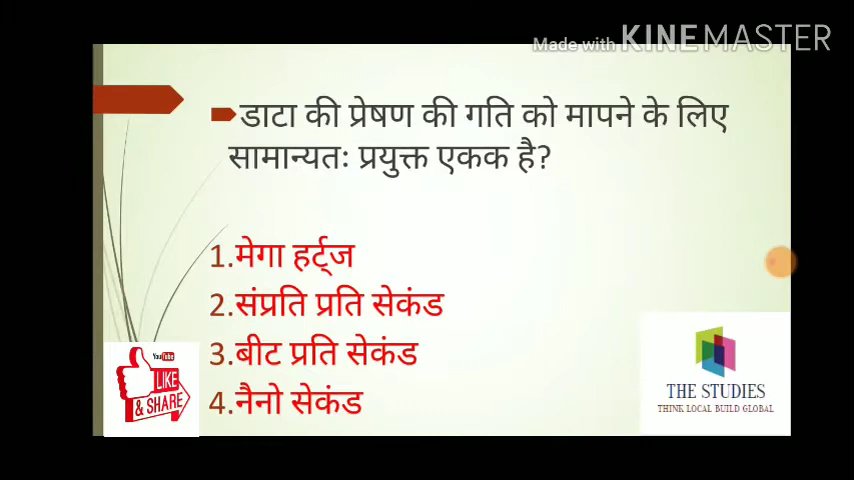 Made with KINEMASTER
डाटा की प्रेषण की गति को मापने के लिए
सामान्यतः प्रयुक्त एकक है?
1.मेगा हर्ट्ज
2.संप्रति प्रति सेकंड
3.बीट प्रति सेकंड
4.नैनो सेकंड
YouTube
LIKE
& SHARE
THE STUDIES
THINK LOCAL BUILD GLOBAL